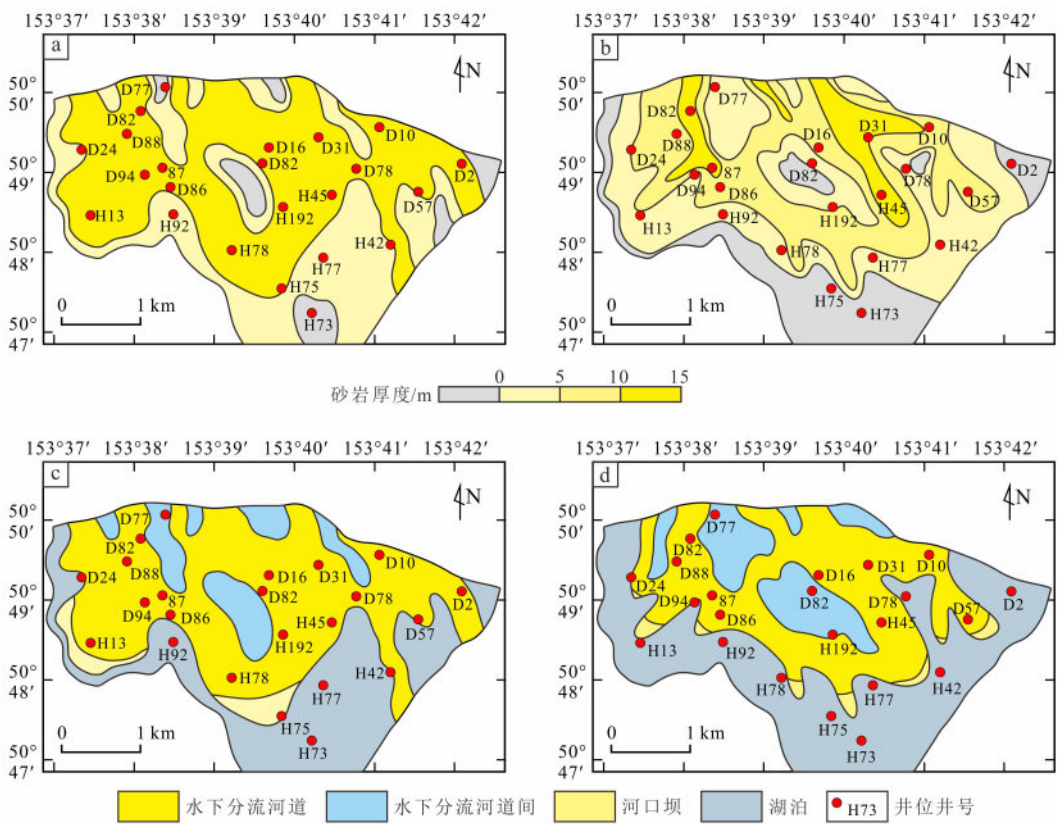 153°37′ 153°38′ 153°39′ 153°40′ 153°41′ 153°42′
a
N
50°
50′
50°
49′
50°
48′
50°
47′
D77
D82
D88
D24
D94
87
D86
H13
H92
D16
D82
D31
D10
D78
D2
H45
D57
H192
H78
H42
H77
H75
H73
0 1 km
153°37′ 153°38′ 153°39′ 153°40′ 153°41′ 153°42′
b
N
50°
50′
50°
49′
50°
48′
50°
47′
D77
D82
D88
D24
D94
87
D86
H13
H92
D16
D82
D31
D10
D78
D2
H45
D57
H192
H78
H42
H77
H75
H73
0 1 km
砂岩厚度/m
0 5 10 15
153°37′ 153°38′ 153°39′ 153°40′ 153°41′ 153°42′
c
N
50°
50′
50°
49′
50°
48′
50°
47′
D77
D82
D88
D24
D94
87
D86
H13
H92
D16
D82
D31
D10
D78
D2
H45
D57
H192
H78
H42
H77
H75
H73
0 1 km
153°37′ 153°38′ 153°39′ 153°40′ 153°41′ 153°42′
d
N
50°
50′
50°
49′
50°
48′
50°
47′
D77
D82
D88
D24
D94
87
D86
H13
H92
D16
D82
D31
D10
D78
D2
H45
D57
H192
H78
H42
H77
H75
H73
0 1 km
水下分流河道 水下分流河道间 河口坝 湖泊 H73 井位井号